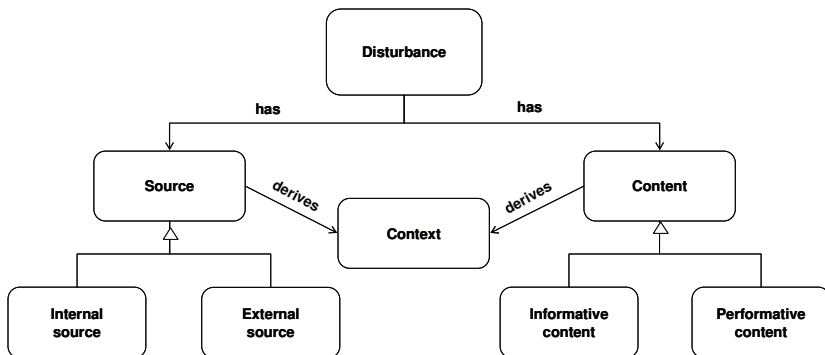 Disturbance
has
has
Source
derives
derives
Content
Context
Internal
source
External
source
Informative
content
Performative
content